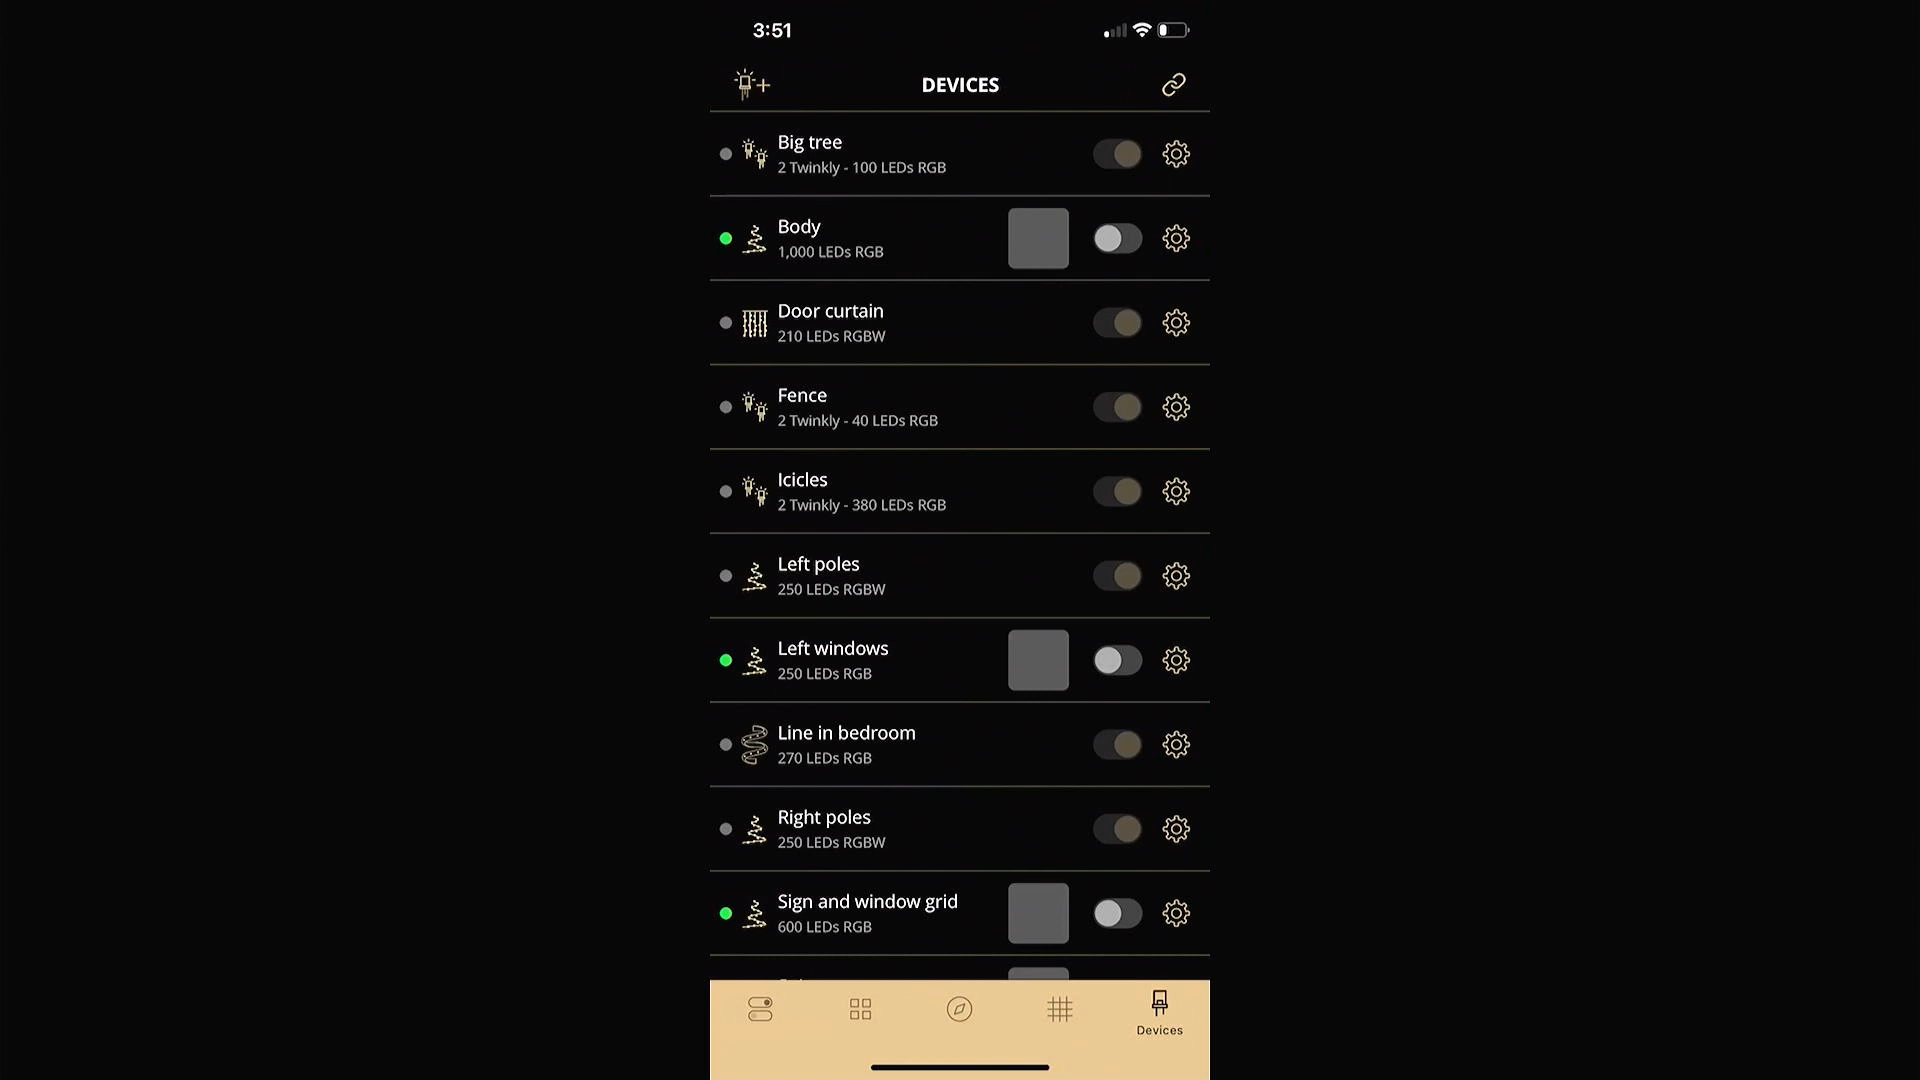 3:51
DEVICES
Big tree
2 Twinkly - 100 LEDs RGB
Body
1,000 LEDs RGB
Door curtain
210 LEDs RGBW
Fence
2 Twinkly - 40 LEDs RGB
Icicles
2 Twinkly - 380 LEDs RGB
Left poles
250 LEDs RGBW
Left windows
250 LEDs RGB
Line in bedroom
270 LEDs RGB
Right poles
250 LEDs RGBW
Sign and window grid
600 LEDs RGB
Devices